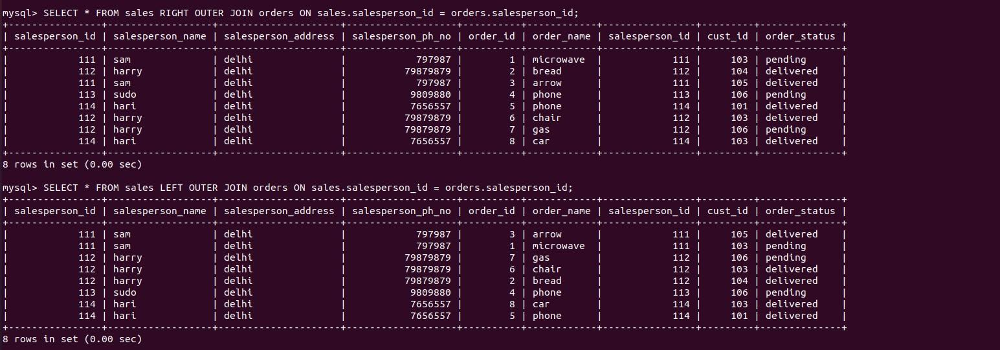 mysql> SELECT * FROM sales RIGHT OUTER JOIN orders ON sales.salesperson_id = orders.salesperson_id;
+----------------+------------------+---------------------+-------------------+----------+------------+----------------+---------+--------------+
| salesperson_id | salesperson_name | salesperson_address | salesperson_ph_no | order_id | order_name | salesperson_id | cust_id | order_status |
+----------------+------------------+---------------------+-------------------+----------+------------+----------------+---------+--------------+
|            111 | sam              | delhi               |            797987 |        1 | microwave  |            111 |     103 | pending      |
|            112 | harry            | delhi               |          79879879 |        2 | bread      |            112 |     104 | delivered    |
|            111 | sam              | delhi               |            797987 |        3 | arrow      |            111 |     105 | delivered    |
|            113 | sudo             | delhi               |           9809880 |        4 | phone      |            113 |     106 | pending      |
|            114 | hari             | delhi               |           7656557 |        5 | phone      |            114 |     101 | delivered    |
|            112 | harry            | delhi               |          79879879 |        6 | chair      |            112 |     103 | delivered    |
|            112 | harry            | delhi               |          79879879 |        7 | gas        |            112 |     106 | pending      |
|            114 | hari             | delhi               |           7656557 |        8 | car        |            114 |     103 | delivered    |
+----------------+------------------+---------------------+-------------------+----------+------------+----------------+---------+--------------+
8 rows in set (0.00 sec)
mysql> SELECT * FROM sales LEFT OUTER JOIN orders ON sales.salesperson_id = orders.salesperson_id;
+----------------+------------------+---------------------+-------------------+----------+------------+----------------+---------+--------------+
| salesperson_id | salesperson_name | salesperson_address | salesperson_ph_no | order_id | order_name | salesperson_id | cust_id | order_status |
+----------------+------------------+---------------------+-------------------+----------+------------+----------------+---------+--------------+
|            111 | sam              | delhi               |            797987 |        3 | arrow      |            111 |     105 | delivered    |
|            111 | sam              | delhi               |            797987 |        1 | microwave  |            111 |     103 | pending      |
|            112 | harry            | delhi               |          79879879 |        7 | gas        |            112 |     106 | pending      |
|            112 | harry            | delhi               |          79879879 |        6 | chair      |            112 |     103 | delivered    |
|            112 | harry            | delhi               |          79879879 |        2 | bread      |            112 |     104 | delivered    |
|            113 | sudo             | delhi               |           9809880 |        4 | phone      |            113 |     106 | pending      |
|            114 | hari             | delhi               |           7656557 |        8 | car        |            114 |     103 | delivered    |
|            114 | hari             | delhi               |           7656557 |        5 | phone      |            114 |     101 | delivered    |
+----------------+------------------+---------------------+-------------------+----------+------------+----------------+---------+--------------+
8 rows in set (0.00 sec)